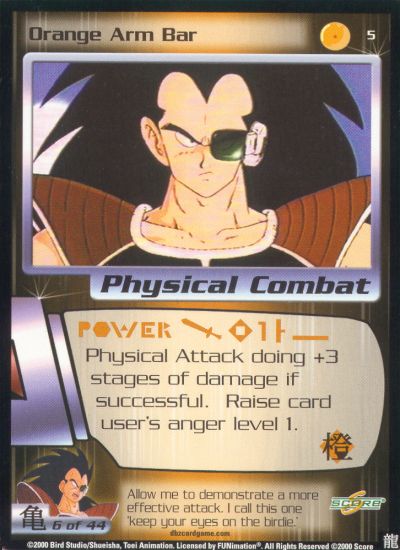 Orange Arm Bar 5
Physical Combat
POWER
Physical Attack doing +3
stages of damage if
successful. Raise card
user's anger level 1.
橙
Allow me to demonstrate a more
effective attack. I call this one
'keep your eyes on the birdie.'
SCORE
亀 6 of 44
dbzcardgame.com
龍
©2000 Bird Studio/Shueisha, Toei Animation. Licensed by FUNimation®. All Rights Reserved ©2000 Score